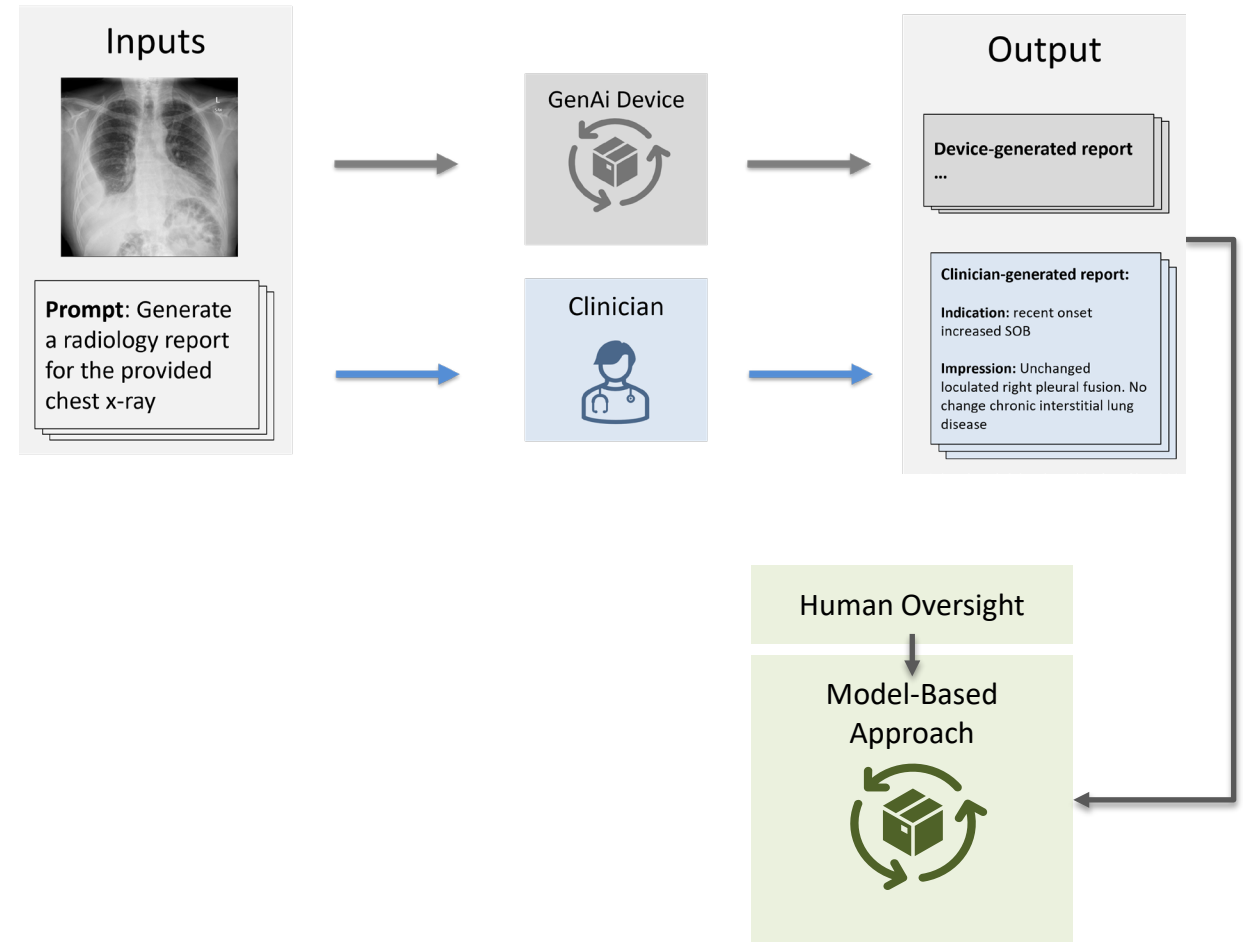 Inputs
L
Prompt: Generate
a radiology report
for the provided
chest x-ray
GenAi Device
Clinician
Output
Device-generated report
...
Clinician-generated report:
Indication: recent onset
increased SOB
Impression: Unchanged
loculated right pleural fusion. No
change chronic interstitial lung
disease
Human Oversight
Model-Based
Approach